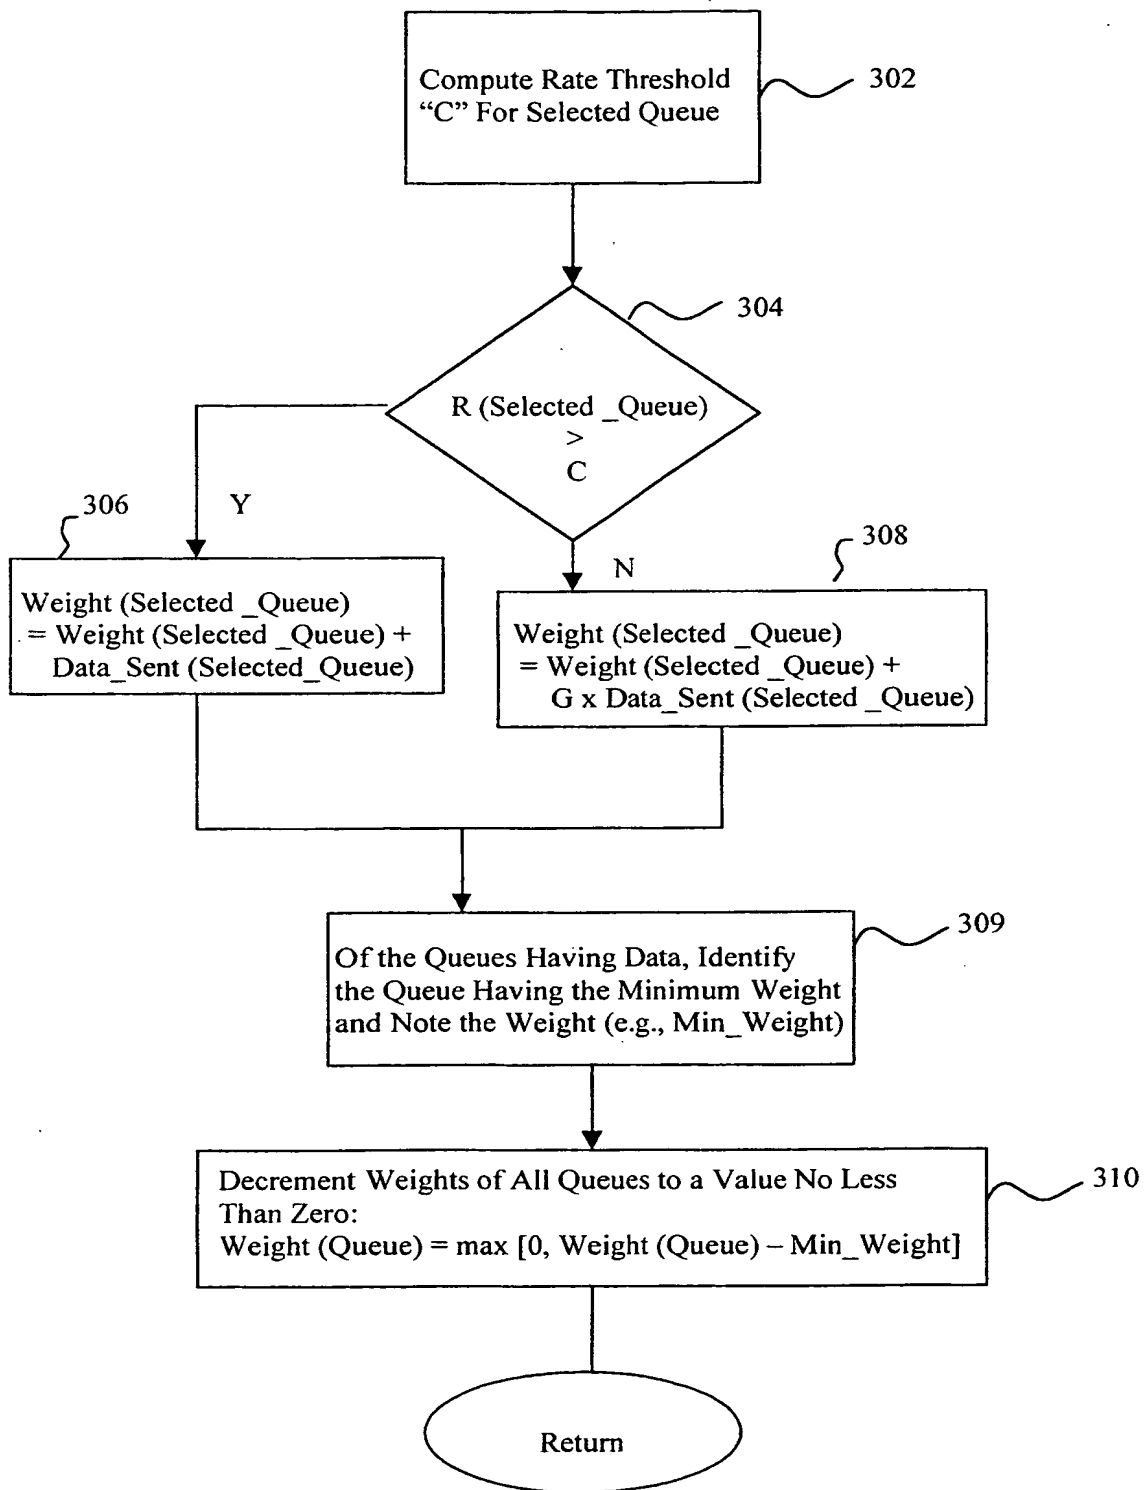 Compute Rate Threshold
“C” For Selected Queue
302
304
R (Selected _Queue)
>
C
306
Y
308
N
Weight (Selected _Queue)
= Weight (Selected _Queue) +
Data_Sent (Selected_Queue)
Weight (Selected _Queue)
= Weight (Selected _Queue) +
G x Data_Sent (Selected _Queue)
309
Of the Queues Having Data, Identify
the Queue Having the Minimum Weight
and Note the Weight (e.g., Min_Weight)
310
Decrement Weights of All Queues to a Value No Less
Than Zero:
Weight (Queue) = max [0, Weight (Queue) – Min_Weight]
Return